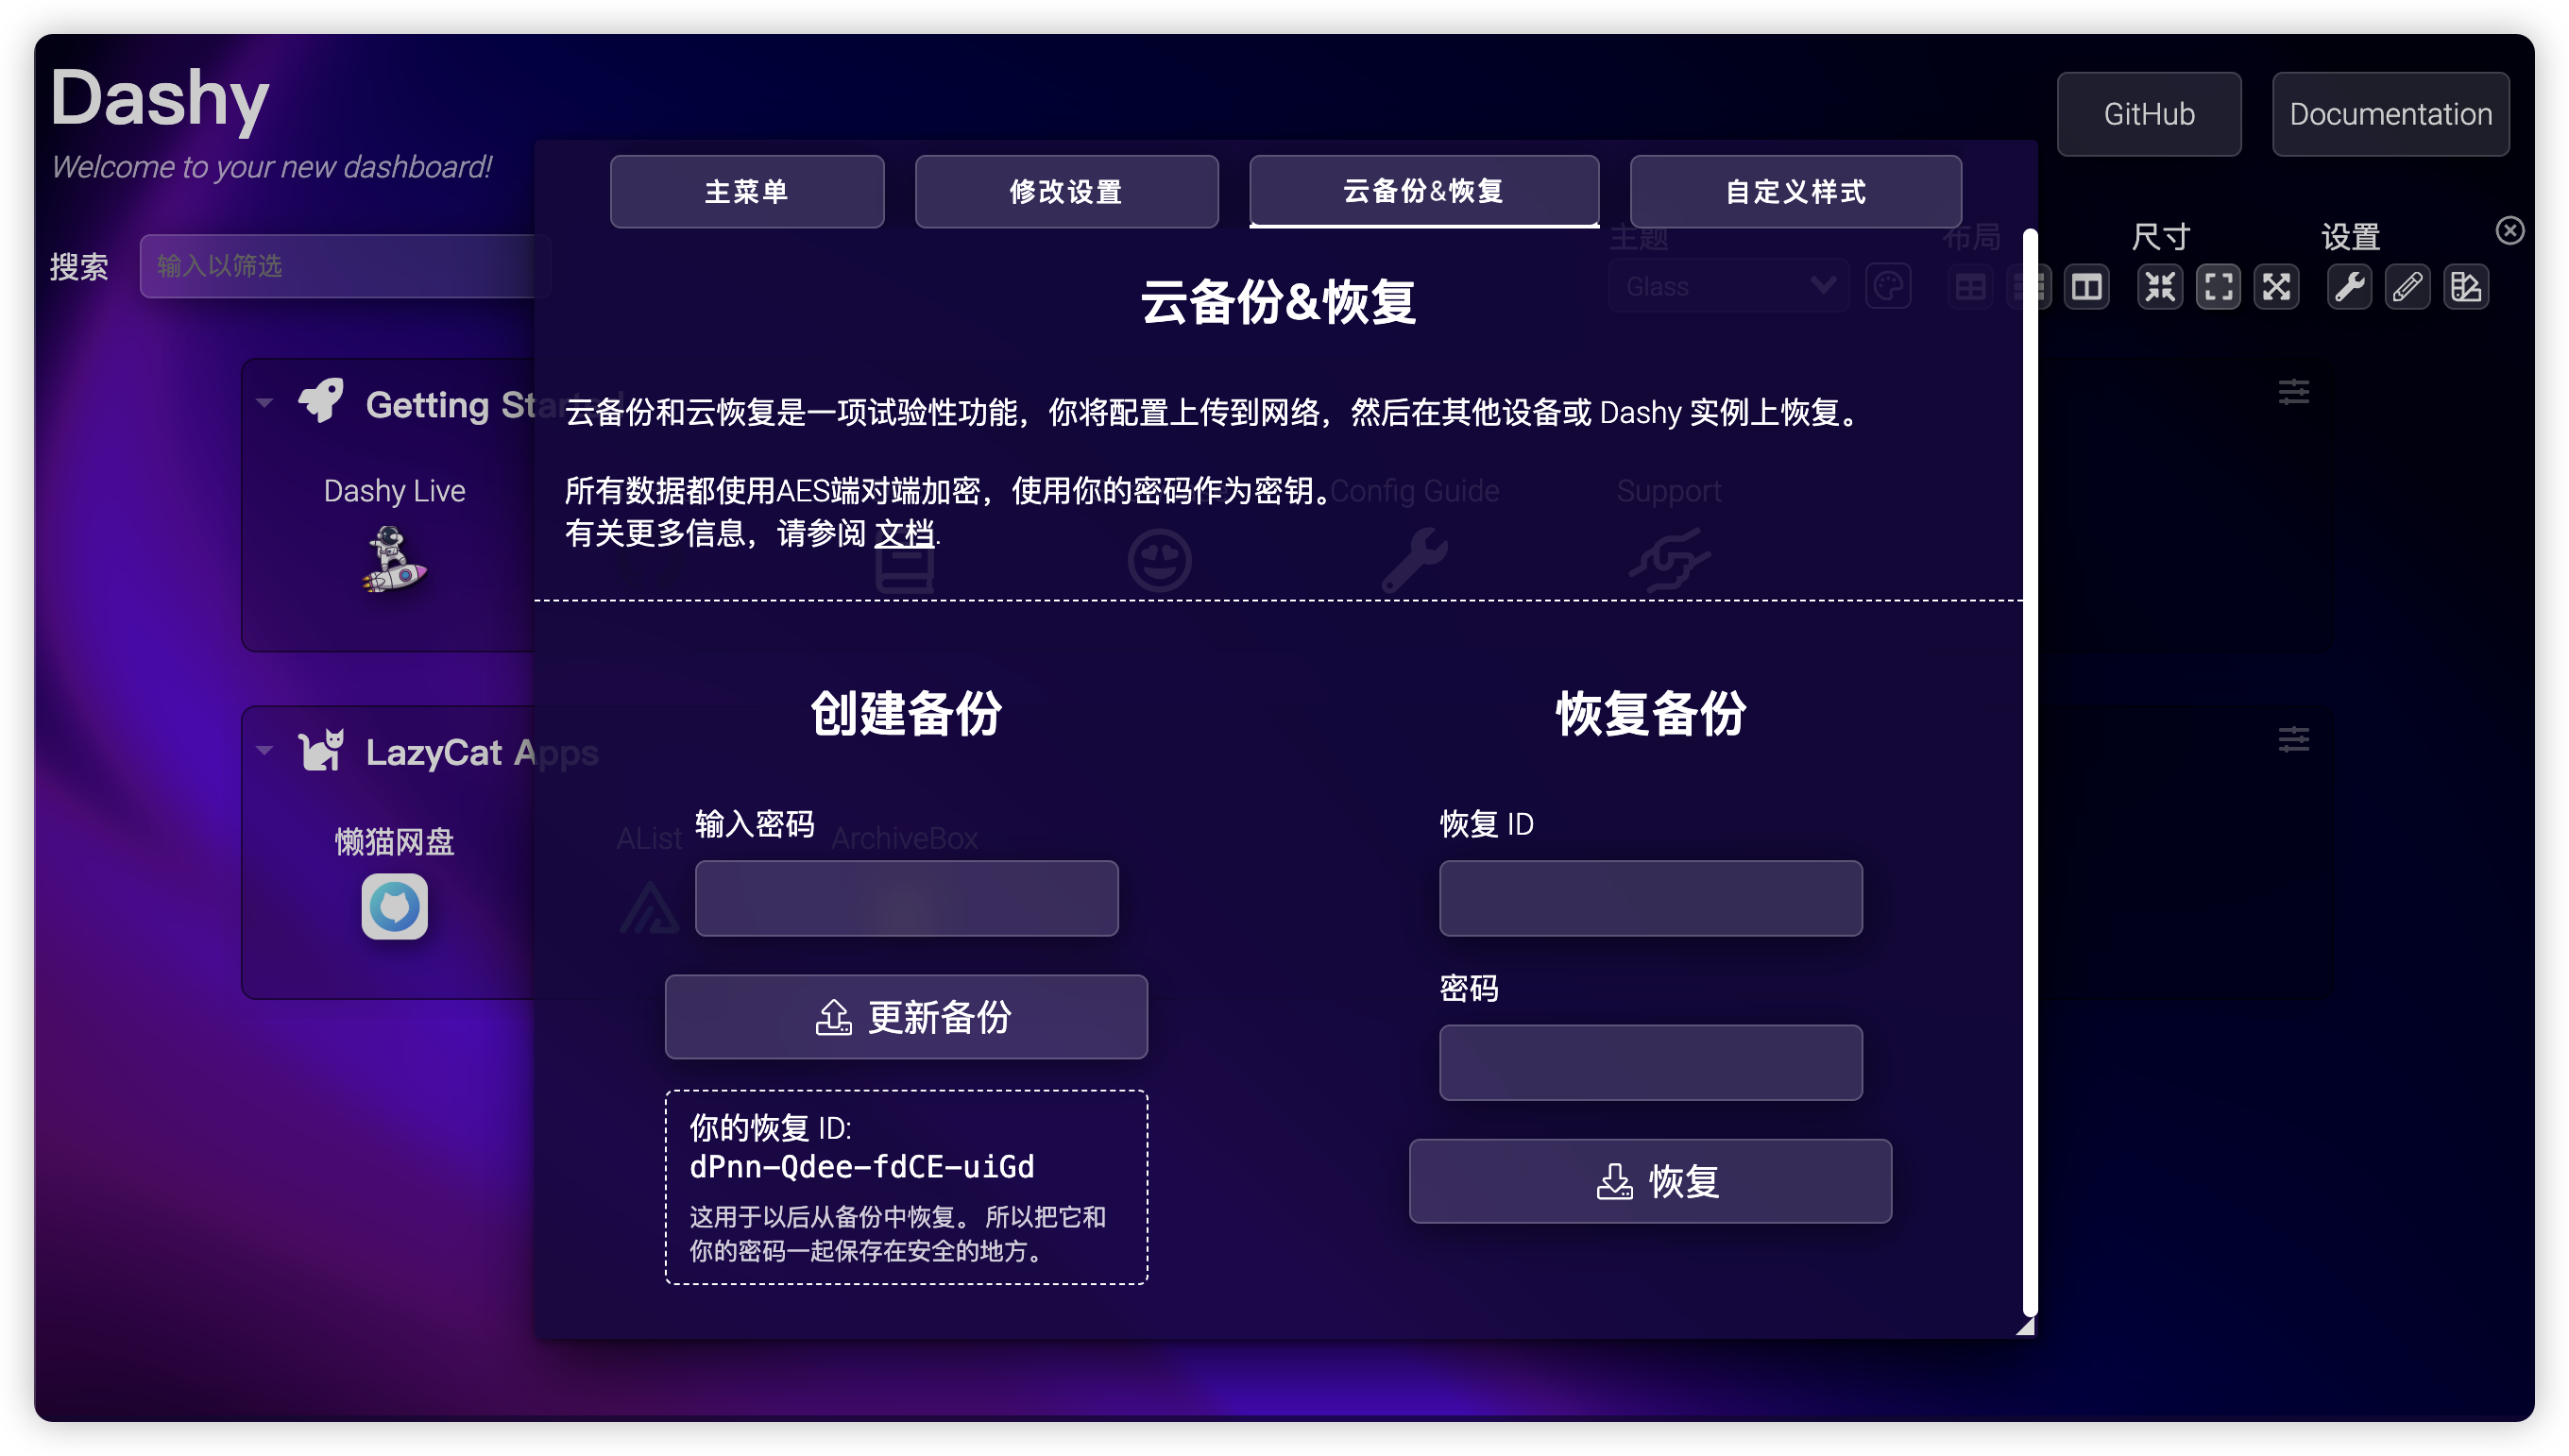 Dashy
Welcome to your new dashboard!
GitHub
Documentation
主菜单
修改设置
云备份&恢复
自定义样式
搜索
输入以筛选
主题
布局
尺寸
设置
Glass
云备份&恢复
Getting Started
云备份和云恢复是一项试验性功能，你将配置上传到网络，然后在其他设备或 Dashy 实例上恢复。
Dashy Live
所有数据都使用AES端对端加密，使用你的密码作为密钥。
Config Guide
Support
有关更多信息，请参阅 文档.
创建备份
恢复备份
LazyCat Apps
懒猫网盘
AList
ArchiveBox
输入密码
恢复 ID
更新备份
密码
你的恢复 ID:
dPnn-Qdee-fdCE-uiGd
这用于以后从备份中恢复。 所以把它和
你的密码一起保存在安全的地方。
恢复